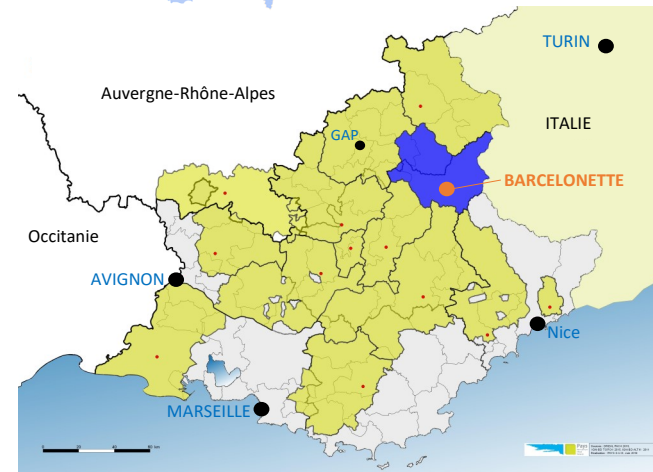 TURIN
Auvergne-Rhône-Alpes
ITALIE
GAP
BARCELONETTE
Occitanie
AVIGNON
Nice
MARSEILLE